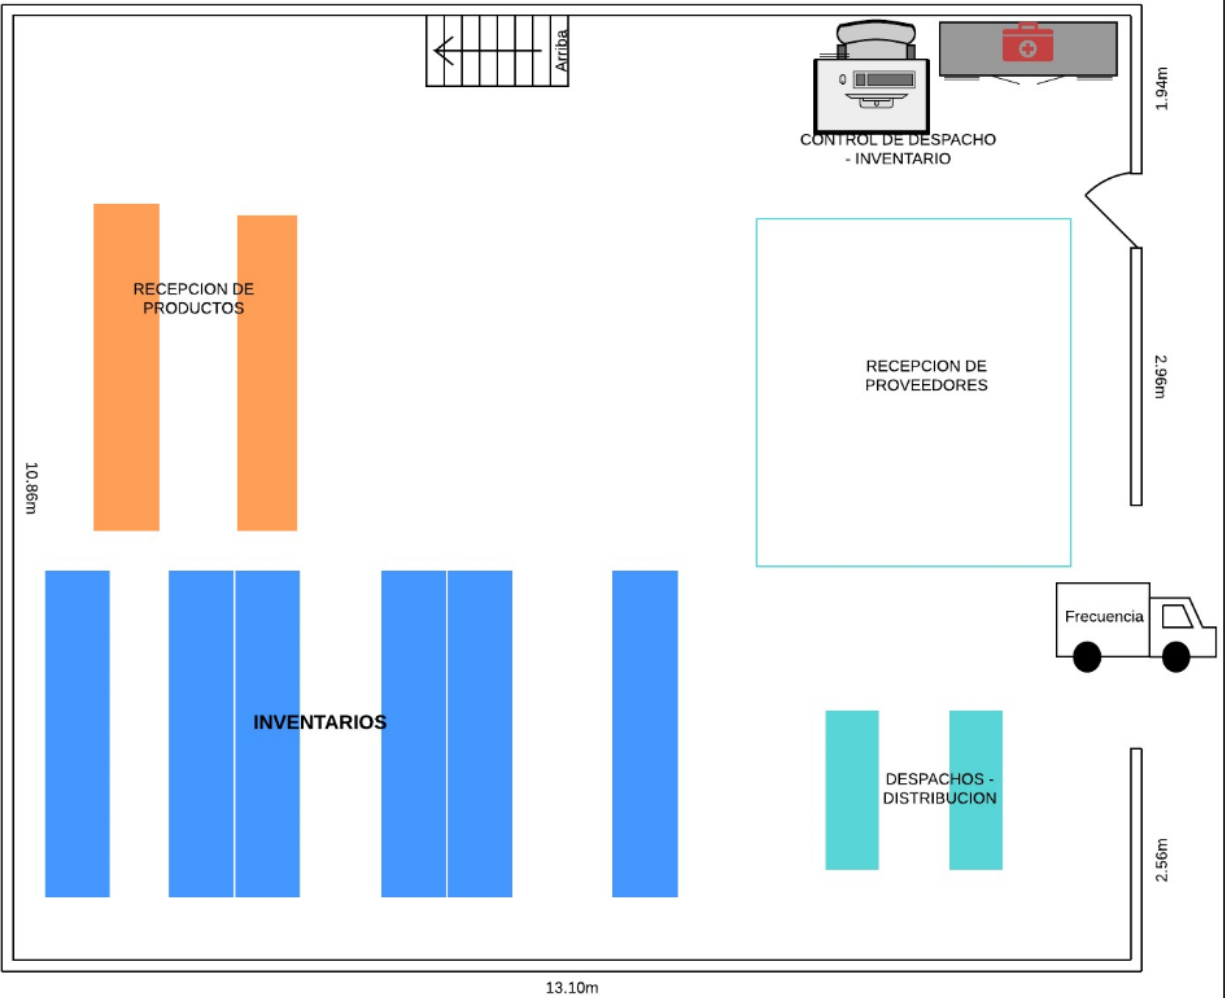 Arriba
1.94m
CONTROL DE DESPACHO
- INVENTARIO
RECEPCION DE
PRODUCTOS
RECEPCION DE
PROVEEDORES
2.96m
10.86m
Frecuencia
INVENTARIOS
DESPACHOS -
DISTRIBUCION
2.56m
13.10m